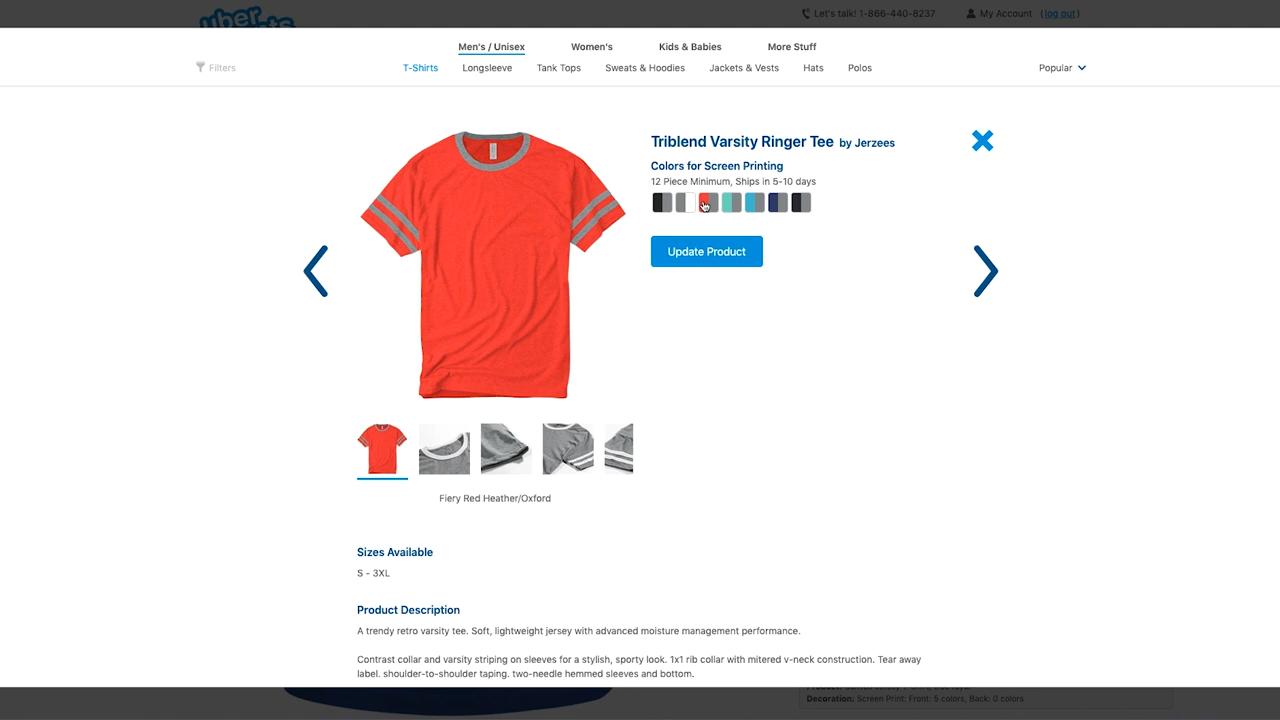 uber
Let's talk! 1-866-440-8237
My Account (log out)
Men's / Unisex Women's Kids & Babies More Stuff
Filters
T-Shirts Longsleeve Tank Tops Sweats & Hoodies Jackets & Vests Hats Polos
Popular
Triblend Varsity Ringer Tee by Jerzees
Colors for Screen Printing
12 Piece Minimum, Ships in 5-10 days
Update Product
Fiery Red Heather/Oxford
Sizes Available
S - 3XL
Product Description
A trendy retro varsity tee. Soft, lightweight jersey with advanced moisture management performance.
Contrast collar and varsity striping on sleeves for a stylish, sporty look. 1x1 rib collar with mitered v-neck construction. Tear away
label. shoulder-to-shoulder taping. two-needle hemmed sleeves and bottom.
Decoration: Screen Print: Front: 5 colors, Back: 0 colors